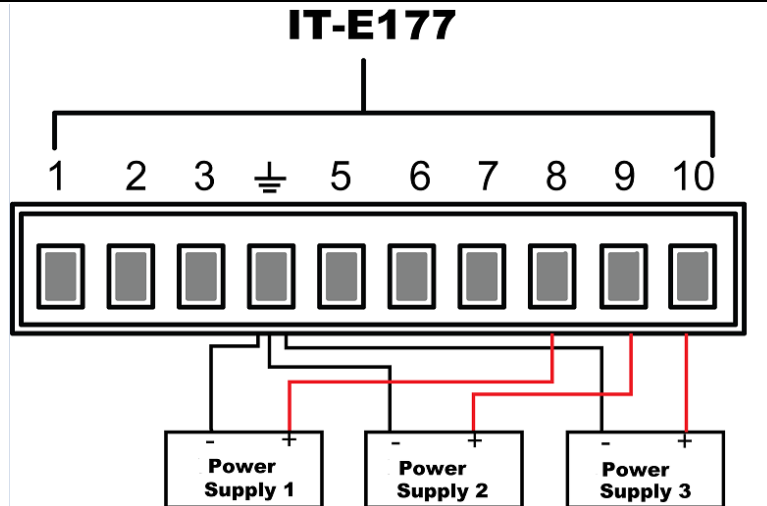 IT-E177
1 2 3 ⏚ 5 6 7 8 9 10
- + - + - +
Power Power Power
Supply 1 Supply 2 Supply 3